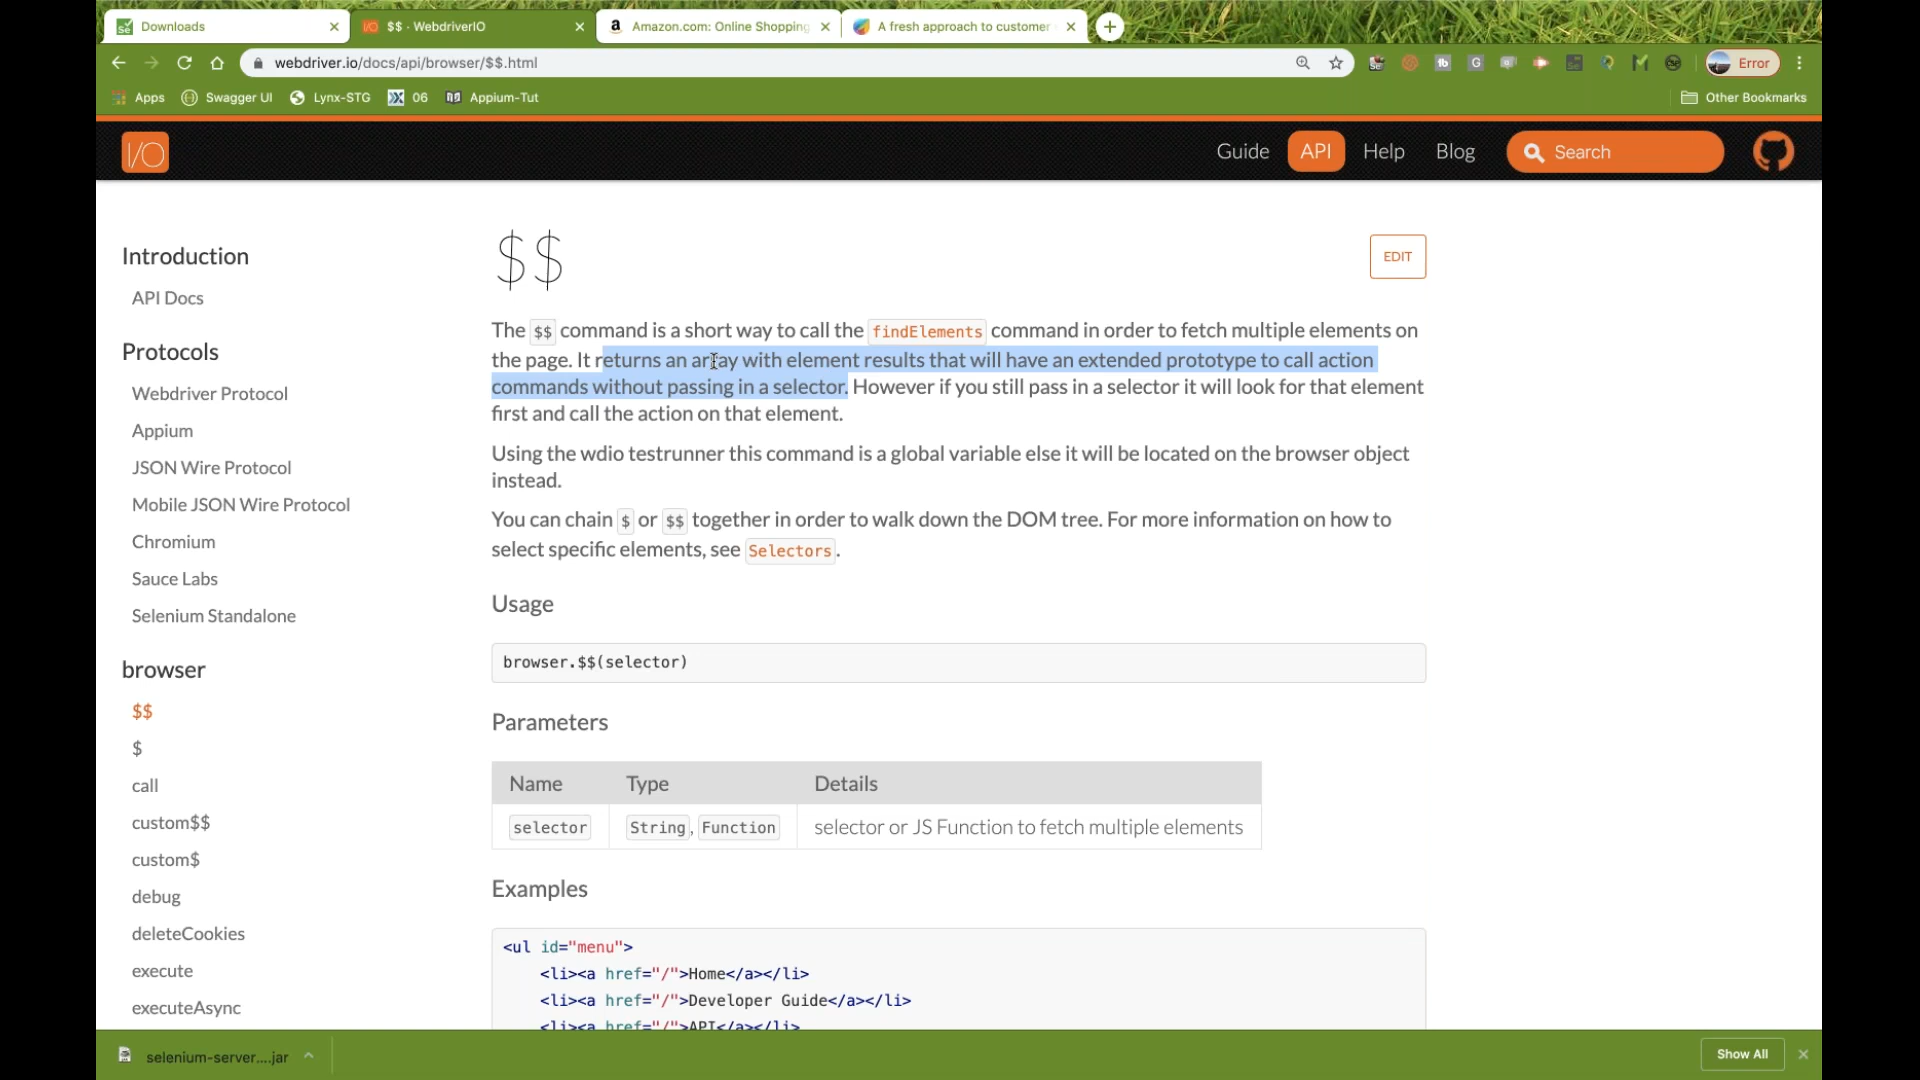 Downloads
$$ · WebdriverIO
Amazon.com: Online Shopping
A fresh approach to customer
webdriver.io/docs/api/browser/$$.html
Error
Apps
Swagger UI
Lynx-STG
06
Appium-Tut
Other Bookmarks
I/O
Guide
API
Help
Blog
Search
Introduction
API Docs
Protocols
Webdriver Protocol
Appium
JSON Wire Protocol
Mobile JSON Wire Protocol
Chromium
Sauce Labs
Selenium Standalone
browser
$$
$
call
custom$$
custom$
debug
deleteCookies
execute
executeAsync
$$
EDIT
The $$ command is a short way to call the findElements command in order to fetch multiple elements on
the page. It returns an array with element results that will have an extended prototype to call action
commands without passing in a selector. However if you still pass in a selector it will look for that element
first and call the action on that element.
Using the wdio testrunner this command is a global variable else it will be located on the browser object
instead.
You can chain $ or $$ together in order to walk down the DOM tree. For more information on how to
select specific elements, see Selectors.
Usage
browser.$$(selector)
Parameters
Name Type Details
selector String, Function selector or JS Function to fetch multiple elements
Examples
<ul id="menu">
<li><a href="/">Home</a></li>
<li><a href="/">Developer Guide</a></li>
<li><a href="/">API</a></li>
selenium-server....jar
Show All